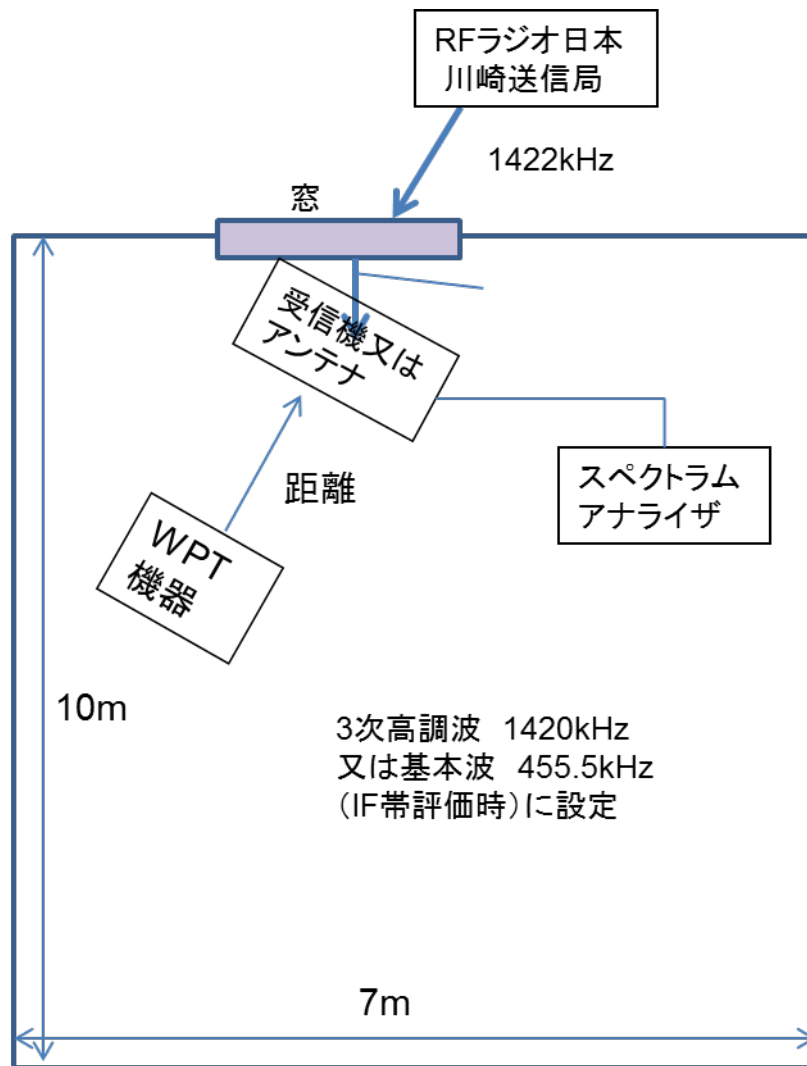 RFラジオ日本
川崎送信局
1422kHz
窓
受信機又は
アンテナ
距離
スペクトラム
アナライザ
WPT
機器
10m
3次高調波 1420kHz
又は基本波 455.5kHz
（IF帯評価時）に設定
7m